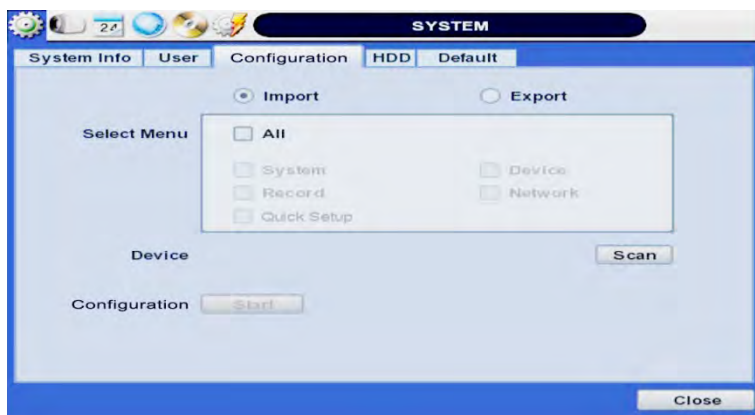 24 SYSTEM
System Info User Configuration HDD Default
Import Export
Select Menu All
System Device
Record Network
Quick Setup
Device Scan
Configuration Start
Close